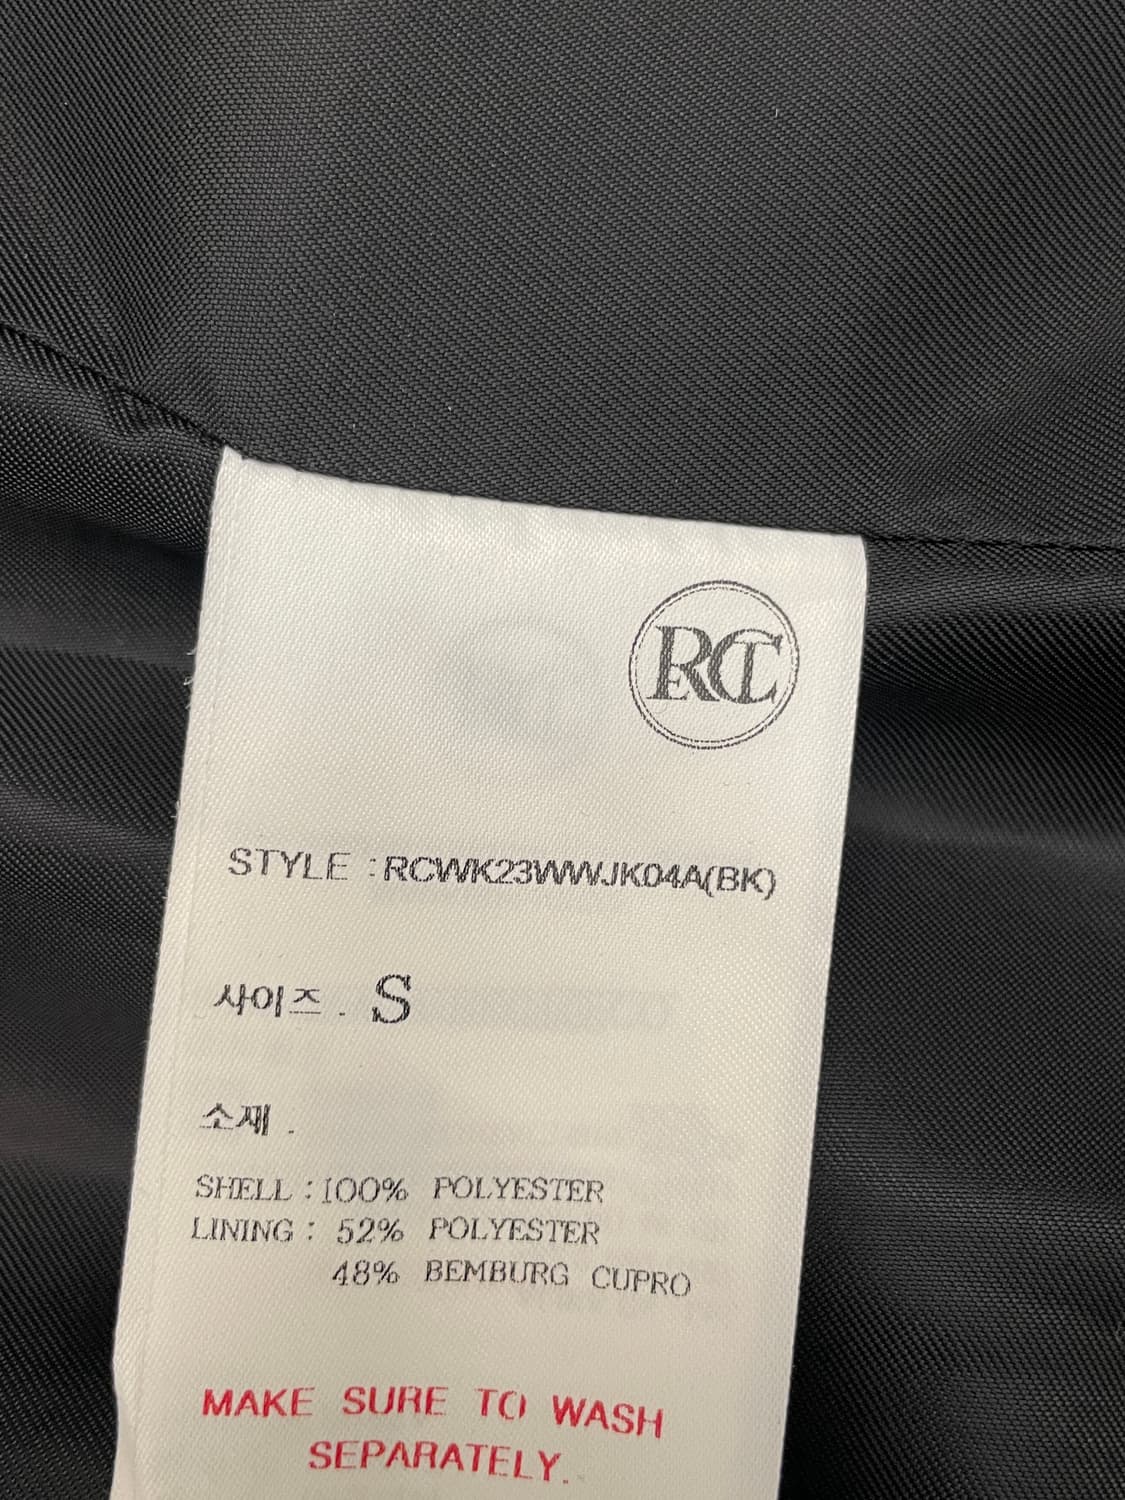 RECT
STYLE : RCWK23WWJK04A(BK)
사이즈 . S
소재 .
SHELL : 100% POLYESTER
LINING : 52% POLYESTER
48% BEMBURG CUPRO
MAKE SURE TO WASH
SEPARATELY.